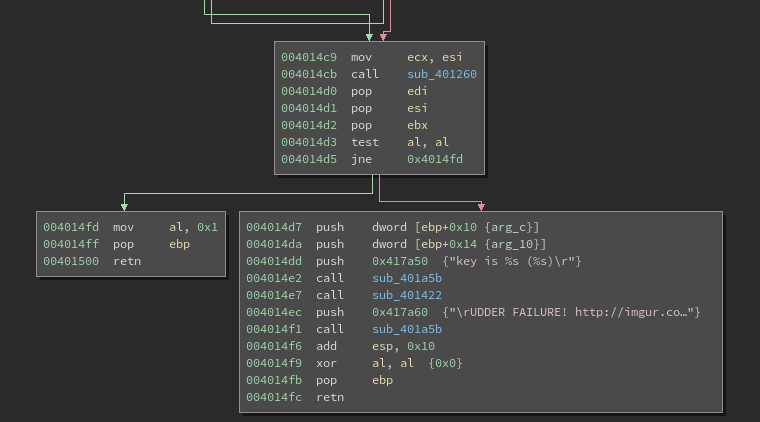 004014c9 mov ecx, esi
004014cb call sub_401260
004014d0 pop edi
004014d1 pop esi
004014d2 pop ebx
004014d3 test al, al
004014d5 jne 0x4014fd
004014fd mov al, 0x1
004014ff pop ebp
00401500 retn
004014d7 push dword [ebp+0x10 {arg_c}]
004014da push dword [ebp+0x14 {arg_10}]
004014dd push 0x417a50 {"key is %s (%s)\r"}
004014e2 call sub_401a5b
004014e7 call sub_401422
004014ec push 0x417a60 {"\rUDDER FAILURE! http://imgur.co…"}
004014f1 call sub_401a5b
004014f6 add esp, 0x10
004014f9 xor al, al {0x0}
004014fb pop ebp
004014fc retn